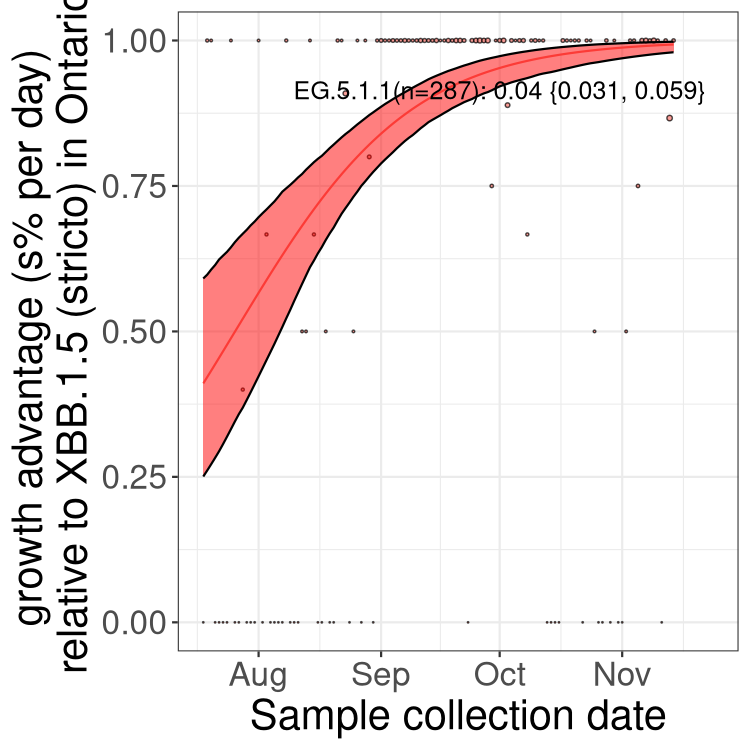 growth advantage (s% per day)
relative to XBB.1.5 (stricto) in Ontario
1.00
0.75
0.50
0.25
0.00
EG.5.1.1(n=287): 0.04 {0.031, 0.059}
Aug Sep Oct Nov
Sample collection date